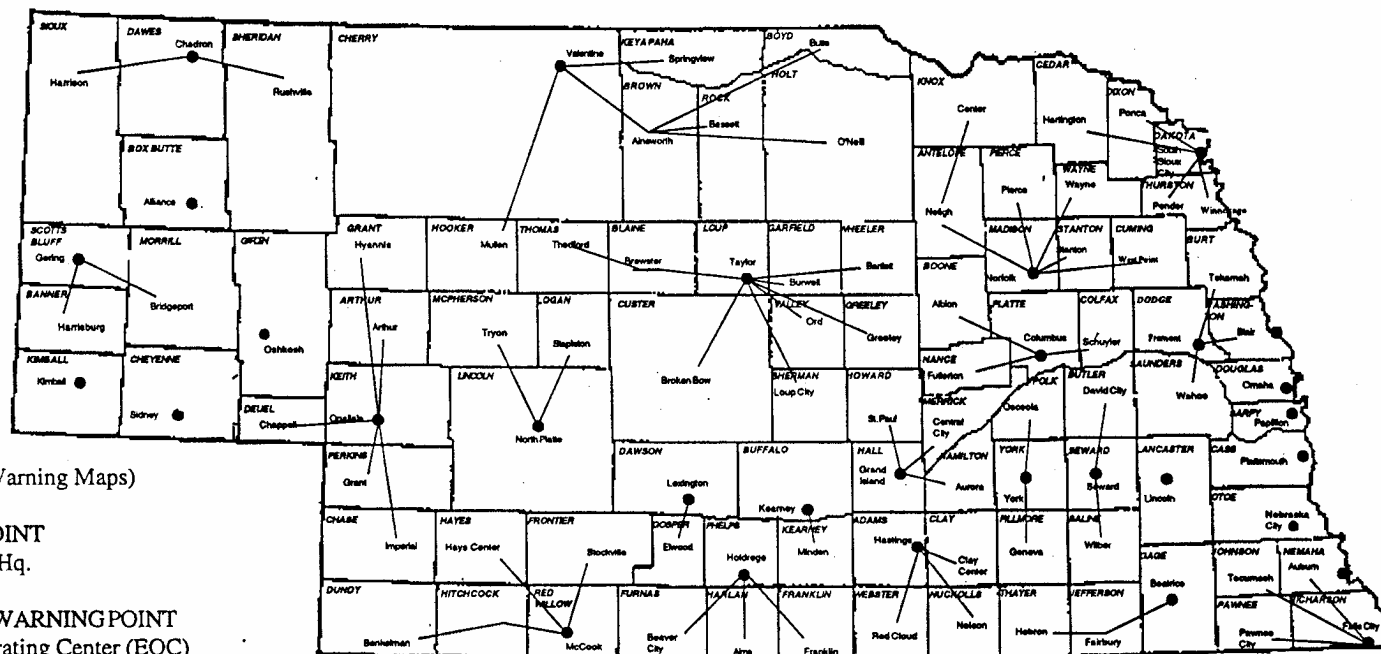 SIOUX
DAWES
Chadron
SHERIDAN
CHERRY
Harrison
Rushville
Valentine
KEYA PAHA
Springview
BOYD
Butte
HOLT
BROWN
ROCK
Bassett
Ainsworth
O'Neill
KNOX
Center
CEDAR
Hartington
DIXON
Ponca
DAKOTA
South
Sioux
City
BOX BUTTE
Alliance
ANTELOPE
Neligh
PIERCE
Pierce
WAYNE
Wayne
THURSTON
Pender
Winnebago
SCOTTS
BLUFF
Gering
MORRILL
Bridgeport
GRANT
Hyannis
HOOKER
Mullen
THOMAS
Thedford
BLAINE
Brewster
LOUP
Taylor
GARFIELD
Burwell
WHEELER
Bartlett
MADISON
Norfolk
STANTON
Stanton
CUMING
West Point
BURT
Tekamah
BANNER
Harrisburg
Oshkosh
ARTHUR
Arthur
MCPHERSON
Tryon
LOGAN
Stapleton
CUSTER
Broken Bow
VALLEY
Ord
GREELEY
Greeley
BOONE
Albion
PLATTE
Columbus
COLFAX
Schuyler
DODGE
Fremont
WASHING-
TON
Blair
KIMBALL
Kimball
CHEYENNE
Sidney
DEUEL
Chappell
KEITH
Ogallala
LINCOLN
North Platte
SHERMAN
Loup City
HOWARD
St. Paul
NANCE
Fullerton
MERRICK
Central
City
POLK
Osceola
BUTLER
David City
SAUNDERS
Wahoo
DOUGLAS
Omaha
SARPY
Papillion
PERKINS
Grant
DAWSON
Lexington
BUFFALO
Kearney
HALL
Grand
Island
HAMILTON
Aurora
YORK
York
SEWARD
Seward
LANCASTER
Lincoln
CASS
Plattsmouth
OTOE
Nebraska
City
Warning Maps)
OINT
Hq.
CHASE
Imperial
HAYES
Hays Center
FRONTIER
Stockville
GOSPER
Elwood
PHELPS
Holdrege
KEARNEY
Minden
ADAMS
Hastings
CLAY
Clay
Center
FILLMORE
Geneva
SALINE
Wilber
GAGE
Beatrice
JOHNSON
Tecumseh
NEMAHA
Auburn
WARNING POINT
rating Center (EOC)
DUNDY
Benkelman
HITCHCOCK
RED
WILLOW
McCook
FURNAS
Beaver
City
HARLAN
Alma
FRANKLIN
Franklin
WEBSTER
Red Cloud
NUCKOLLS
Nelson
THAYER
Hebron
JEFFERSON
Fairbury
PAWNEE
Pawnee
City
RICHARDSON
Falls City